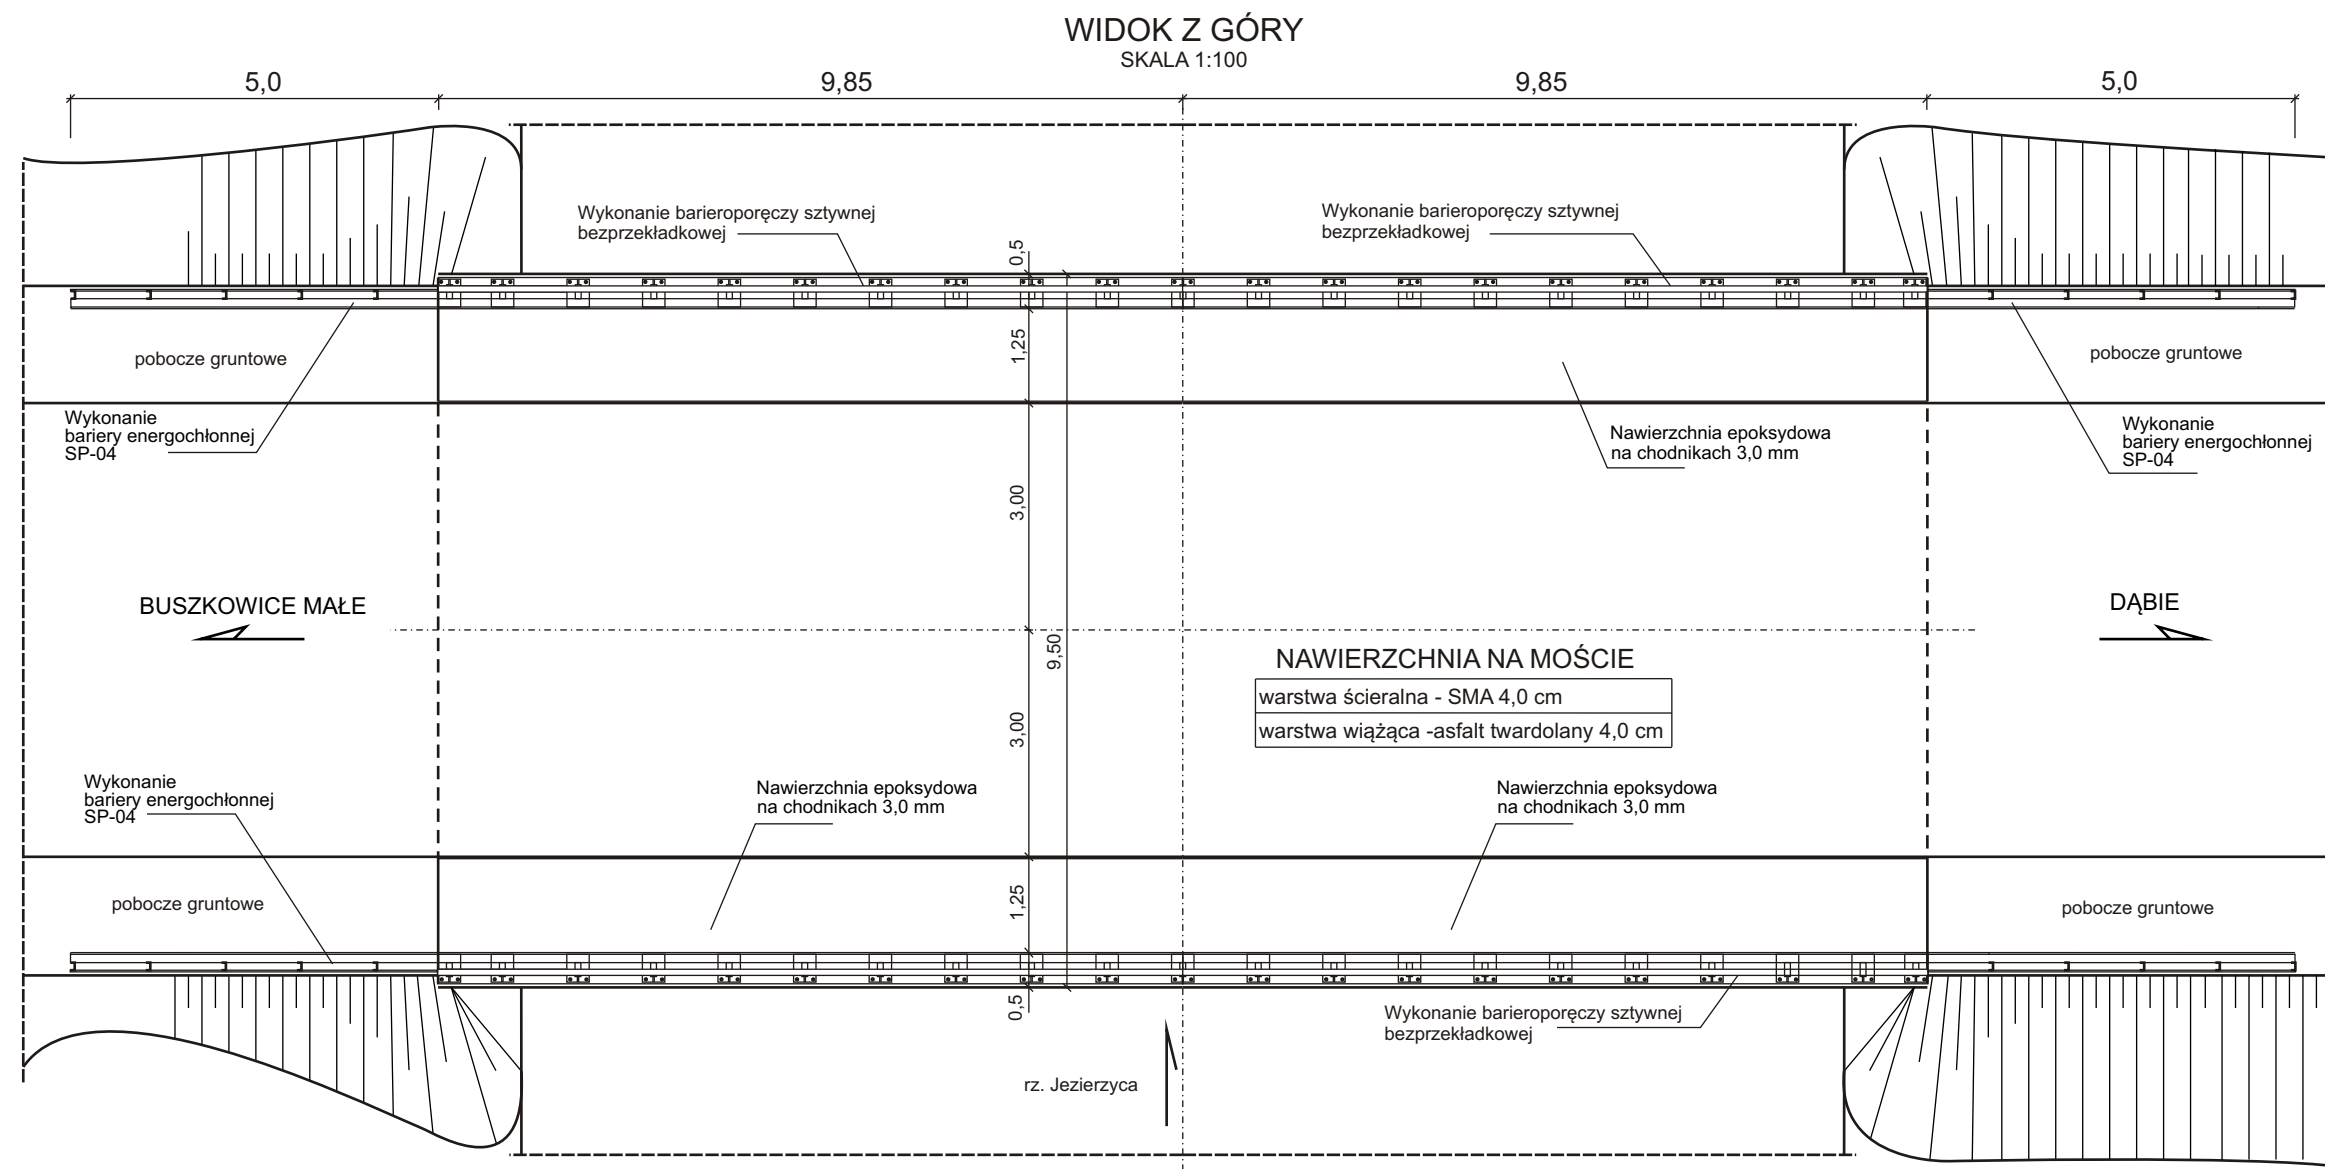 WIDOK Z GÓRY
SKALA 1:100
5,0
9,85
9,85
5,0
Wykonanie barieroporęczy sztywnej
bezprzekładkowej
Wykonanie barieroporęczy sztywnej
bezprzekładkowej
0,5
1,25
pobocze gruntowe
pobocze gruntowe
Wykonanie
bariery energochłonnej
SP-04
Nawierzchnia epoksydowa
na chodnikach 3,0 mm
Wykonanie
bariery energochłonnej
SP-04
3,00
BUSZKOWICE MAŁE
DĄBIE
9,50
NAWIERZCHNIA NA MOŚCIE
warstwa ścieralna - SMA 4,0 cm
warstwa wiążąca -asfalt twardolany 4,0 cm
3,00
Wykonanie
bariery energochłonnej
SP-04
Nawierzchnia epoksydowa
na chodnikach 3,0 mm
Nawierzchnia epoksydowa
na chodnikach 3,0 mm
1,25
pobocze gruntowe
pobocze gruntowe
0,5
Wykonanie barieroporęczy sztywnej
bezprzekładkowej
rz. Jezierzyca